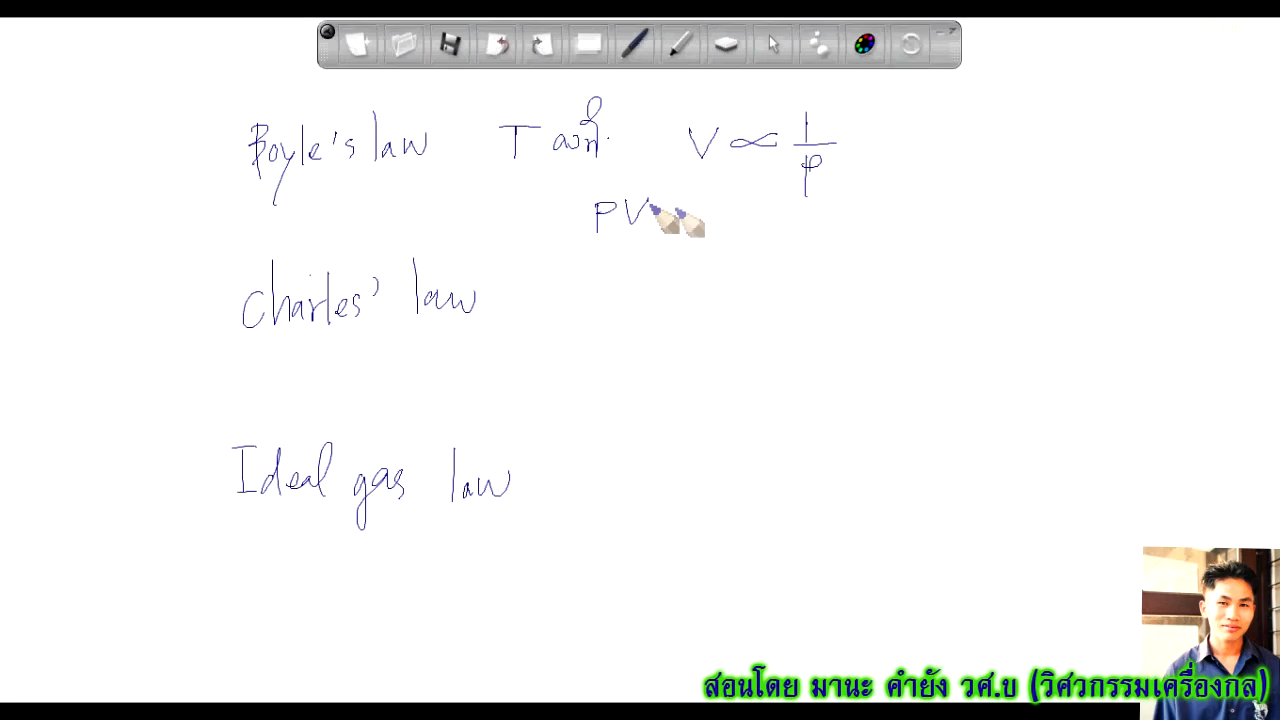 Boyle's law T คงที่ V ∝ 1/P
PV
Charles' law
Ideal gas law
สอนโดย มานะ คำยัง วศ.บ (วิศวกรรมเครื่องกล)